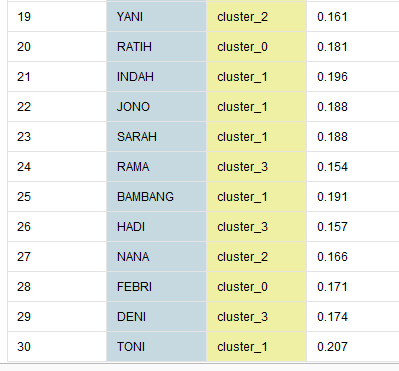 19 YANI cluster_2 0.161
20 RATIH cluster_0 0.181
21 INDAH cluster_1 0.196
22 JONO cluster_1 0.188
23 SARAH cluster_1 0.188
24 RAMA cluster_3 0.154
25 BAMBANG cluster_1 0.191
26 HADI cluster_3 0.157
27 NANA cluster_2 0.166
28 FEBRI cluster_0 0.171
29 DENI cluster_3 0.174
30 TONI cluster_1 0.207